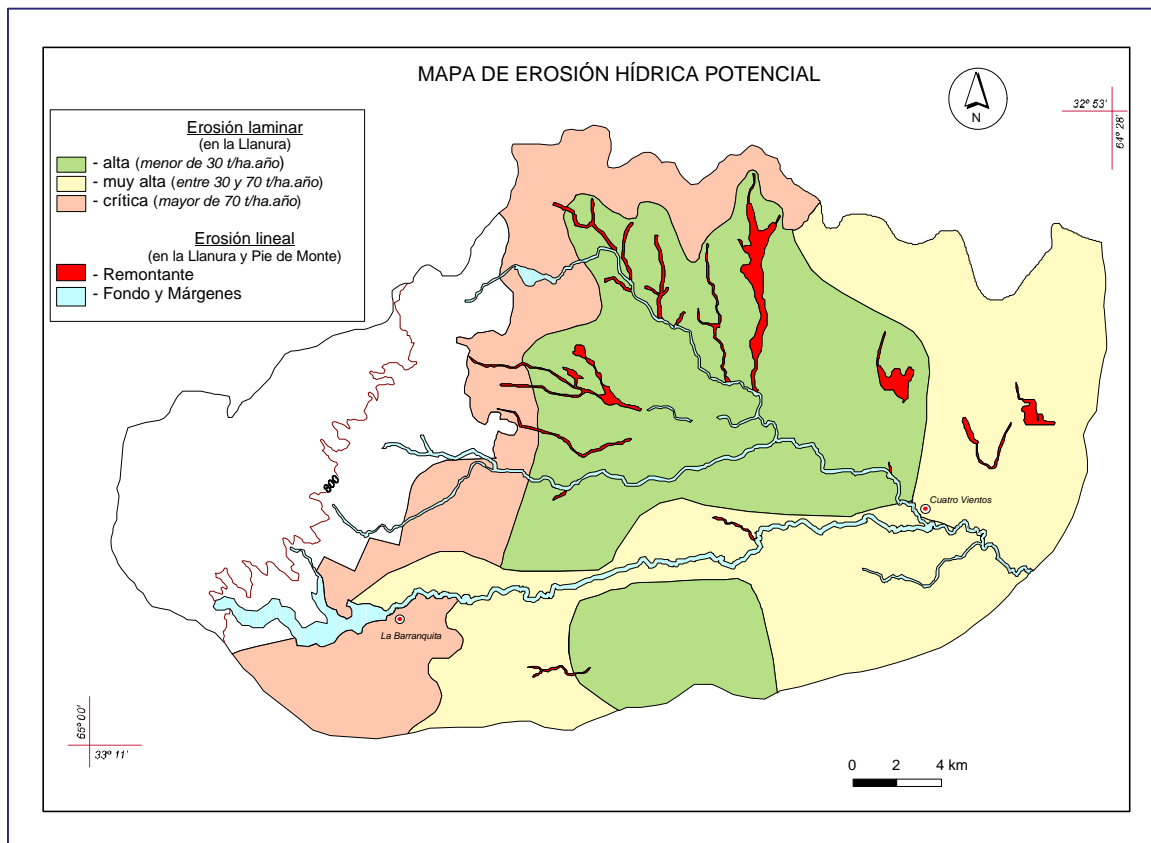 MAPA DE EROSIÓN HÍDRICA POTENCIAL
N
32º 53'
64º 28'
Erosión laminar
(en la Llanura)
- alta (menor de 30 t/ha.año)
- muy alta (entre 30 y 70 t/ha.año)
- crítica (mayor de 70 t/ha.año)
Erosión lineal
(en la Llanura y Pie de Monte)
- Remontante
- Fondo y Márgenes
800
Cuatro Vientos
La Barranquita
65º 00'
33º 11'
0 2 4 km